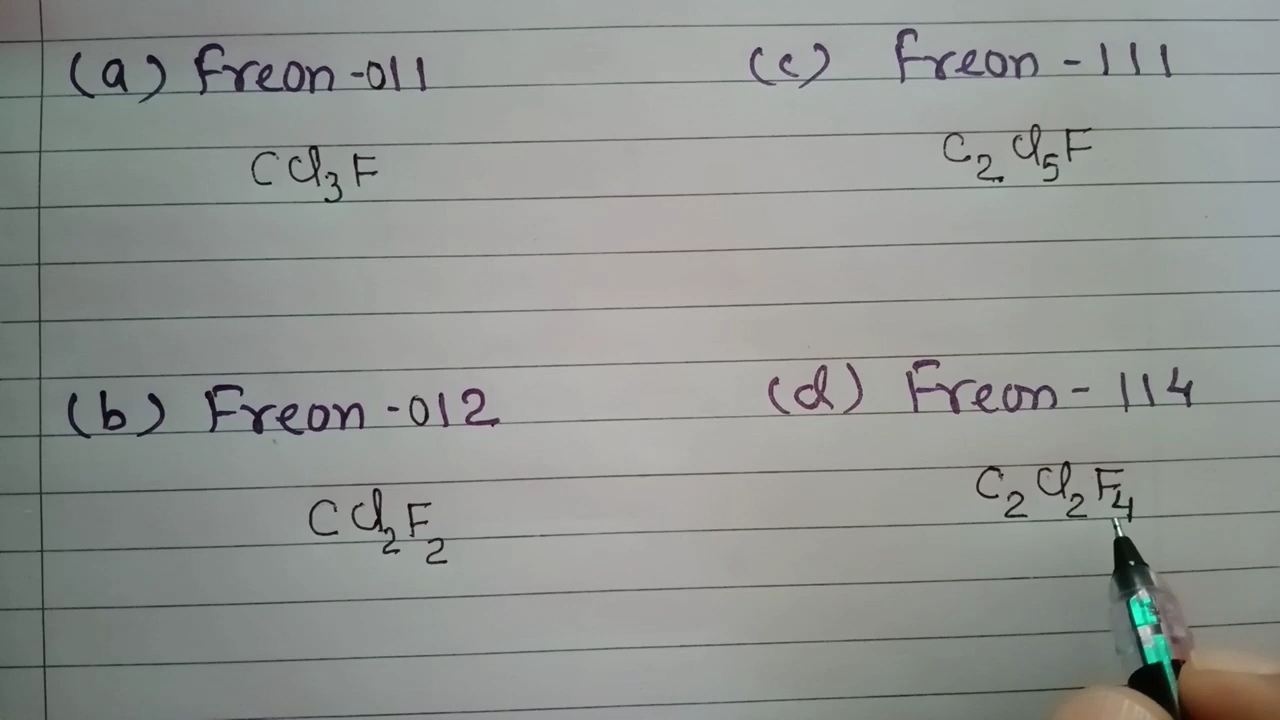 (a) Freon-011
CCl₃F
(b) Freon-012
CCl₂F₂
(c) Freon-111
C₂Cl₅F
(d) Freon-114
C₂Cl₂F₄